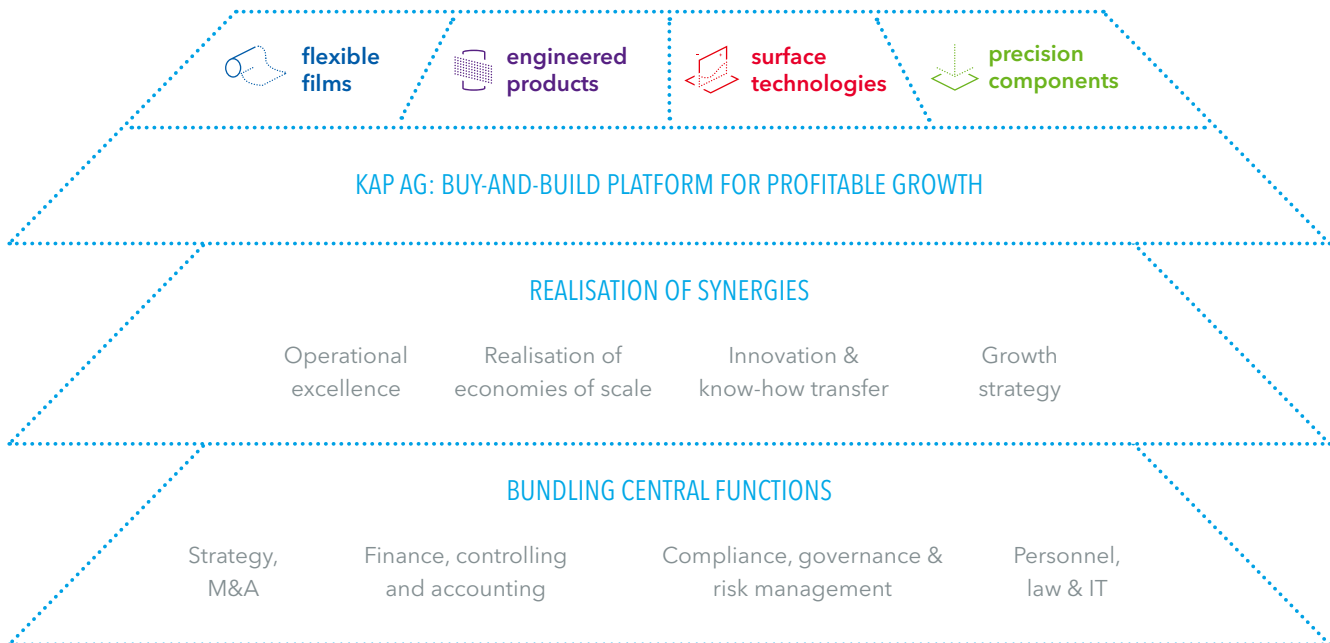 flexible
films
engineered
products
surface
technologies
precision
components
KAP AG: BUY-AND-BUILD PLATFORM FOR PROFITABLE GROWTH
REALISATION OF SYNERGIES
Operational
excellence
Realisation of
economies of scale
Innovation &
know-how transfer
Growth
strategy
BUNDLING CENTRAL FUNCTIONS
Strategy,
M&A
Finance, controlling
and accounting
Compliance, governance &
risk management
Personnel,
law & IT